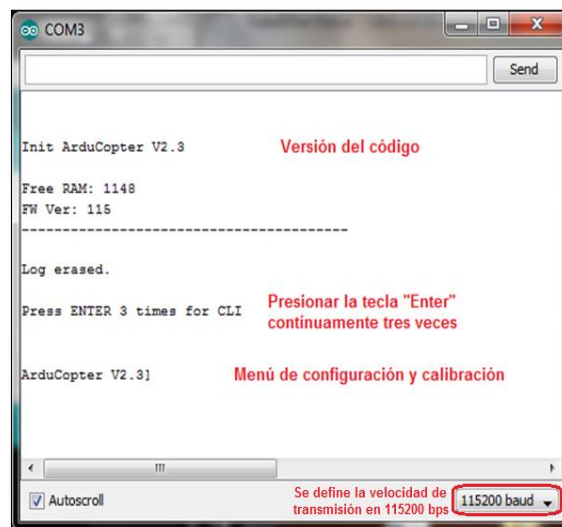 COM3
Send
Init ArduCopter V2.3
Versión del código
Free RAM: 1148
FW Ver: 115
----------------------------------------
Log erased.
Press ENTER 3 times for CLI
Presionar la tecla "Enter"
contínuamente tres veces
ArduCopter V2.3]
Menú de configuración y calibración
Autoscroll
Se define la velocidad de
transmisión en 115200 bps
115200 baud